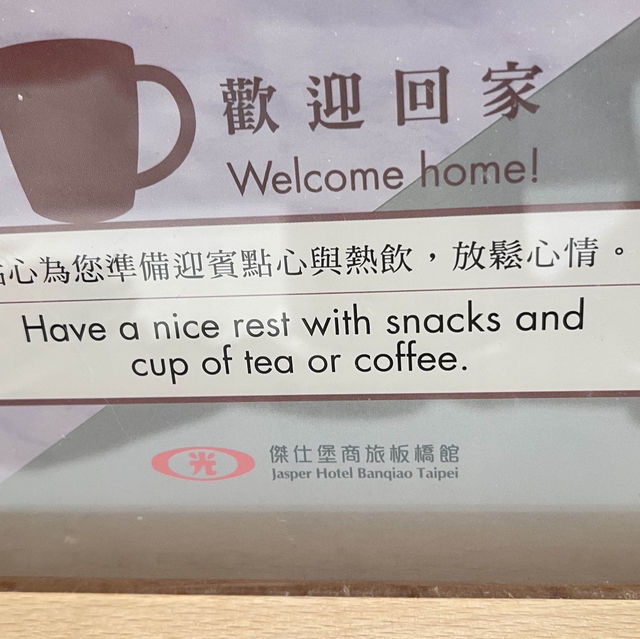 歡迎回家
Welcome home!
心為您準備迎賓點心與熱飲，放鬆心情。
Have a nice rest with snacks and
cup of tea or coffee.
光
傑仕堡商旅板橋館
Jasper Hotel Banqiao Taipei